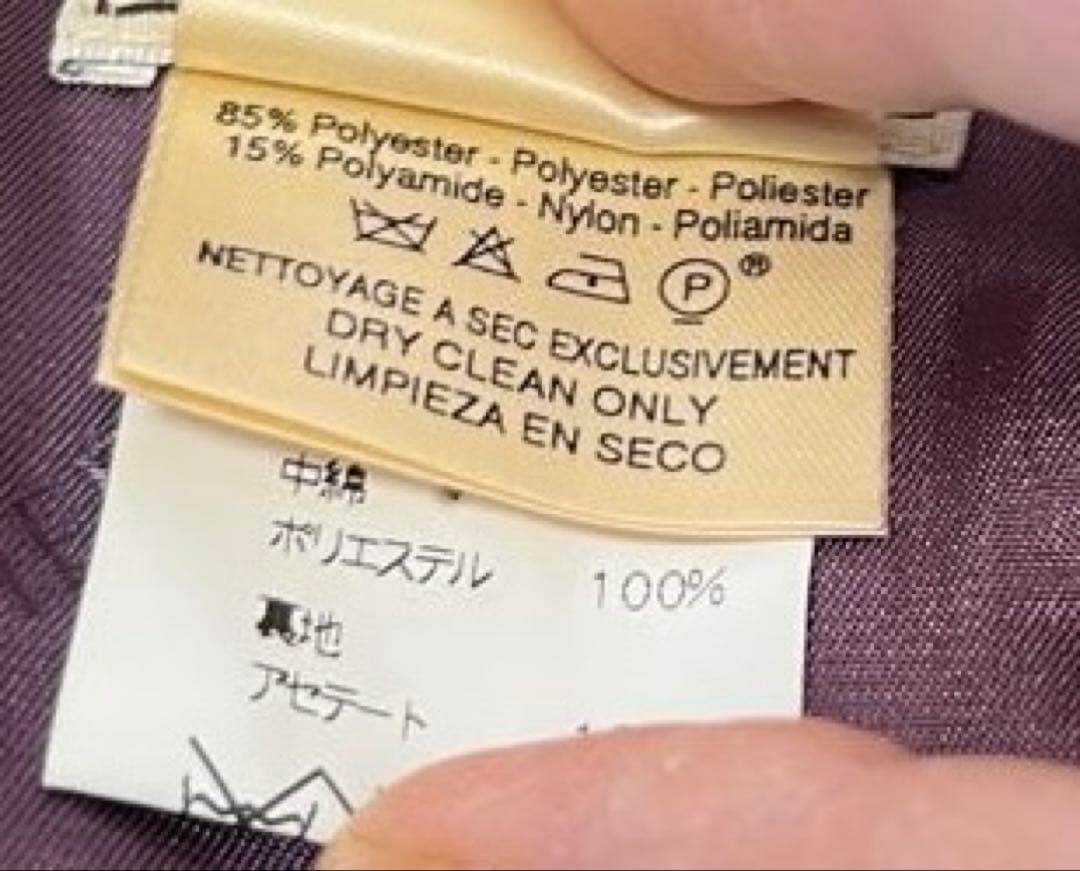 85% Polyester - Polyester - Poliester
15% Polyamide - Nylon - Poliamida
P ®
NETTOYAGE A SEC EXCLUSIVEMENT
DRY CLEAN ONLY
LIMPIEZA EN SECO
中綿
ポリエステル 100%
裏地
アセテート